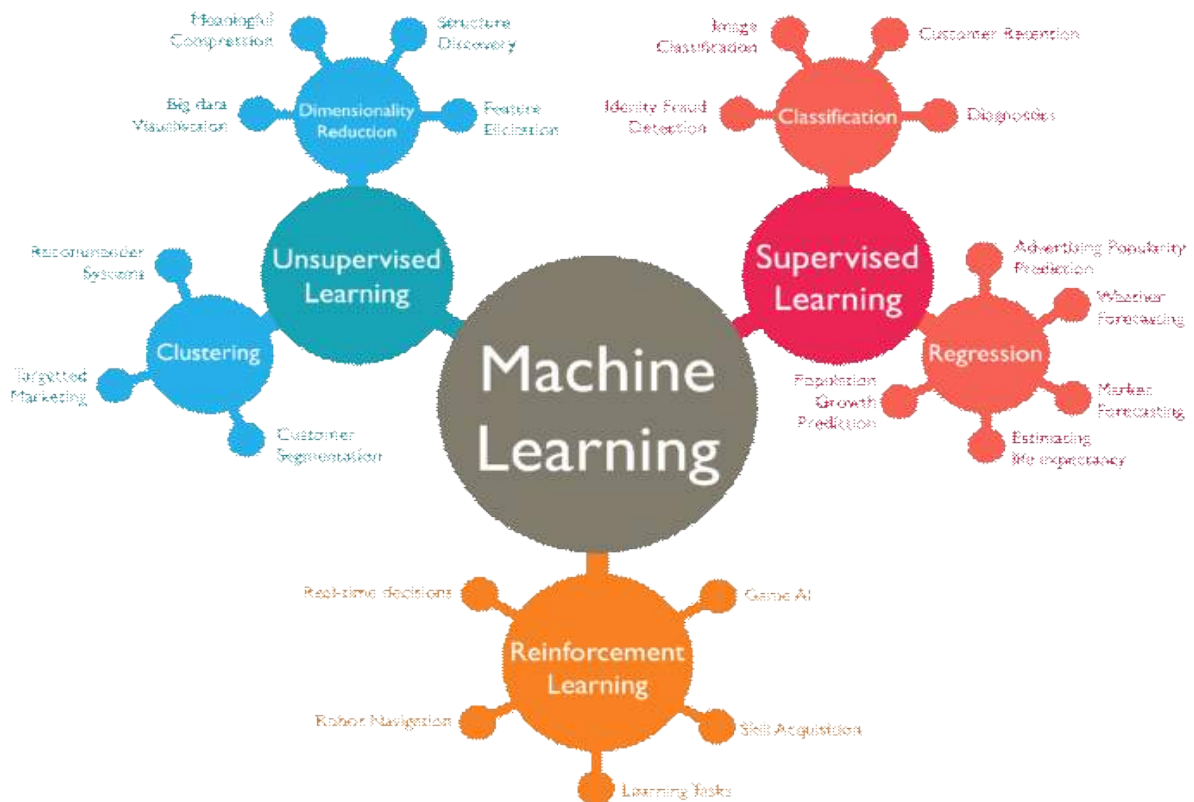 Meaningful
Compression
Structure
Discovery
Big data
Visualisation
Dimensionality
Reduction
Feature
Elicitation
Image
Classification
Customer Retention
Identity Fraud
Detection
Classification
Diagnostics
Recommender
Systems
Unsupervised
Learning
Supervised
Learning
Advertising Popularity
Prediction
Weather
Forecasting
Clustering
Machine
Learning
Regression
Targetted
Marketing
Population
Growth
Prediction
Market
Forecasting
Customer
Segmentation
Estimating
life expectancy
Real-time decisions
Game AI
Reinforcement
Learning
Robot Navigation
Skill Acquisition
Learning Tasks